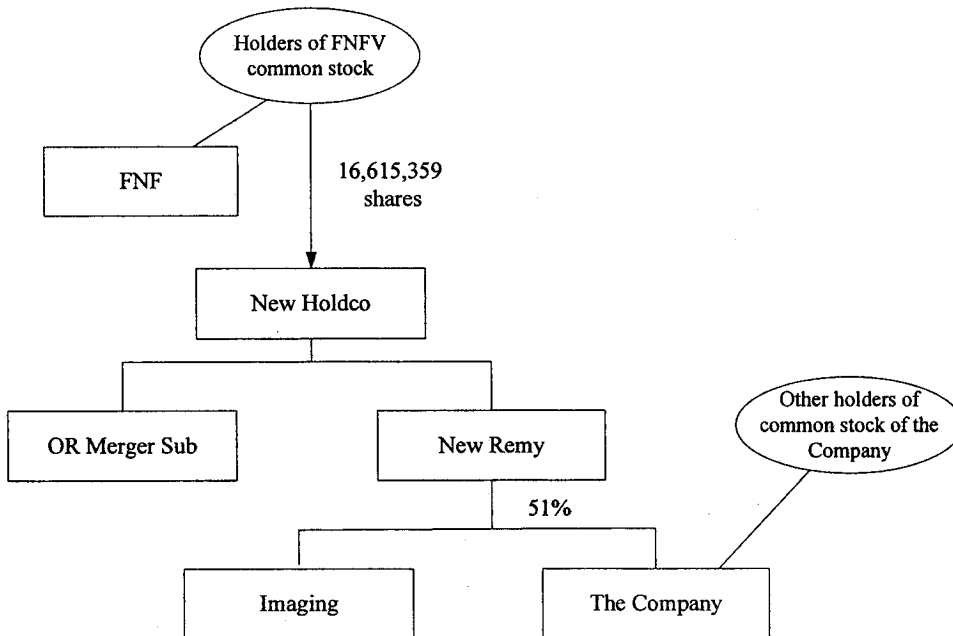 Holders of FNFV
common stock
FNF
16,615,359
shares
New Holdco
OR Merger Sub
New Remy
Other holders of
common stock of the
Company
51%
Imaging
The Company